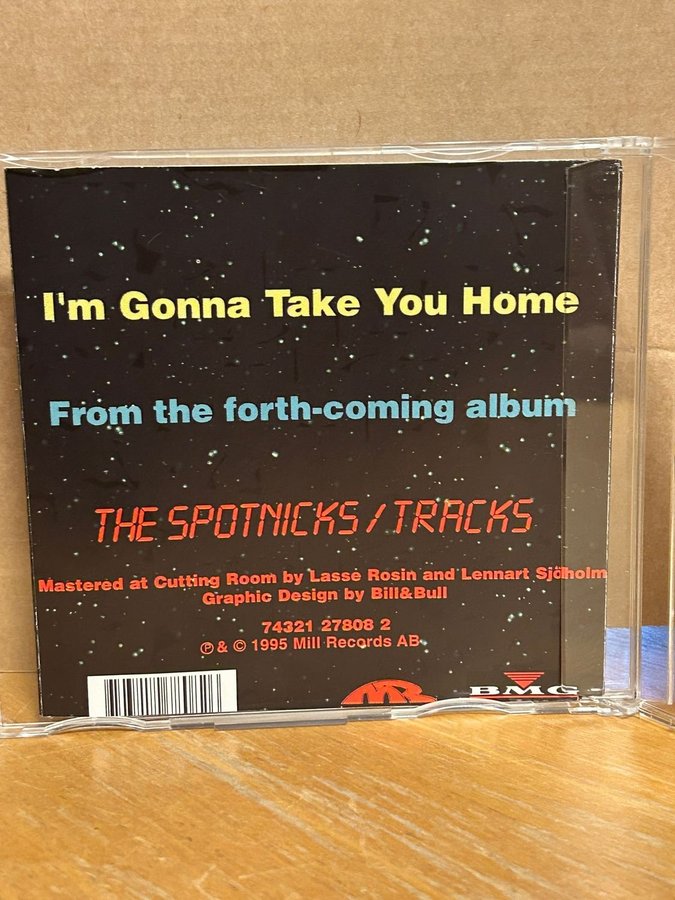 I'm Gonna Take You Home
From the forth-coming album
THE SPOTNICKS / TRACKS
Mastered at Cutting Room by Lasse Rosin and Lennart Sjöholm
Graphic Design by Bill&Bull
74321 27808 2
℗ & © 1995 Mill Records AB
MR
BMG